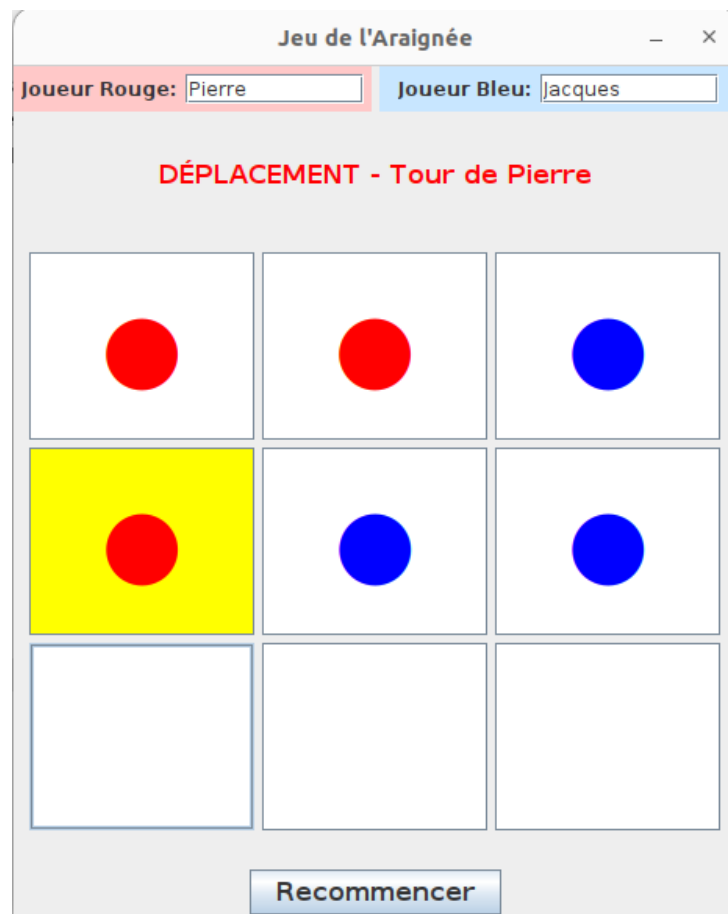 Jeu de l'Araignée
Joueur Rouge: Pierre Joueur Bleu: Jacques
DÉPLACEMENT - Tour de Pierre
Recommencer